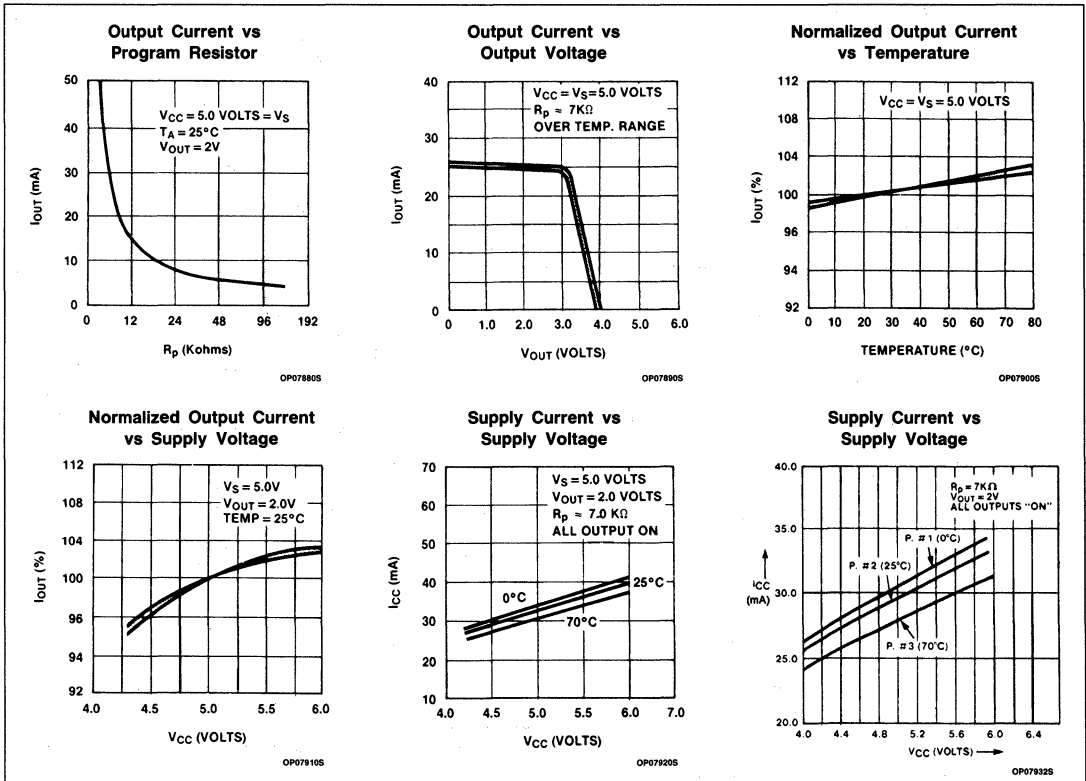 Output Current vs
Program Resistor
50
40
30
20
10
0
IOUT (mA)
VCC = 5.0 VOLTS = VS
TA = 25°C
VOUT = 2V
0 12 24 48 96 192
Rp (Kohms)
OP07880S
Output Current vs
Output Voltage
40
35
30
25
20
15
10
5
0
IOUT (mA)
VCC = VS = 5.0 VOLTS
Rp ≈ 7KΩ
OVER TEMP. RANGE
0 1.0 2.0 3.0 4.0 5.0 6.0
VOUT (VOLTS)
OP07890S
Normalized Output Current
vs Temperature
112
108
104
100
96
94
92
IOUT (%)
VCC = VS = 5.0 VOLTS
0 10 20 30 40 50 60 70 80
TEMPERATURE (°C)
OP07900S
Normalized Output Current
vs Supply Voltage
112
108
104
100
96
94
92
IOUT (%)
VS = 5.0V
VOUT = 2.0V
TEMP = 25°C
4.0 4.5 5.0 5.5 6.0
VCC (VOLTS)
OP07910S
Supply Current vs
Supply Voltage
70
60
50
40
30
20
10
ICC (mA)
VS = 5.0 VOLTS
VOUT = 2.0 VOLTS
Rp ≈ 7.0 KΩ
ALL OUTPUT ON
0°C
25°C
70°C
4.0 4.5 5.0 5.5 6.0 7.0
VCC (VOLTS)
OP07920S
Supply Current vs
Supply Voltage
40.0
35.0
30.0
25.0
20.0
ICC
(mA)
Rp = 7KΩ
VOUT = 2V
ALL OUTPUTS "ON"
P. #1 (0°C)
P. #2 (25°C)
P. #3 (70°C)
4.0 4.4 4.8 5.2 5.6 6.0 6.4
VCC (VOLTS)
OP07932S